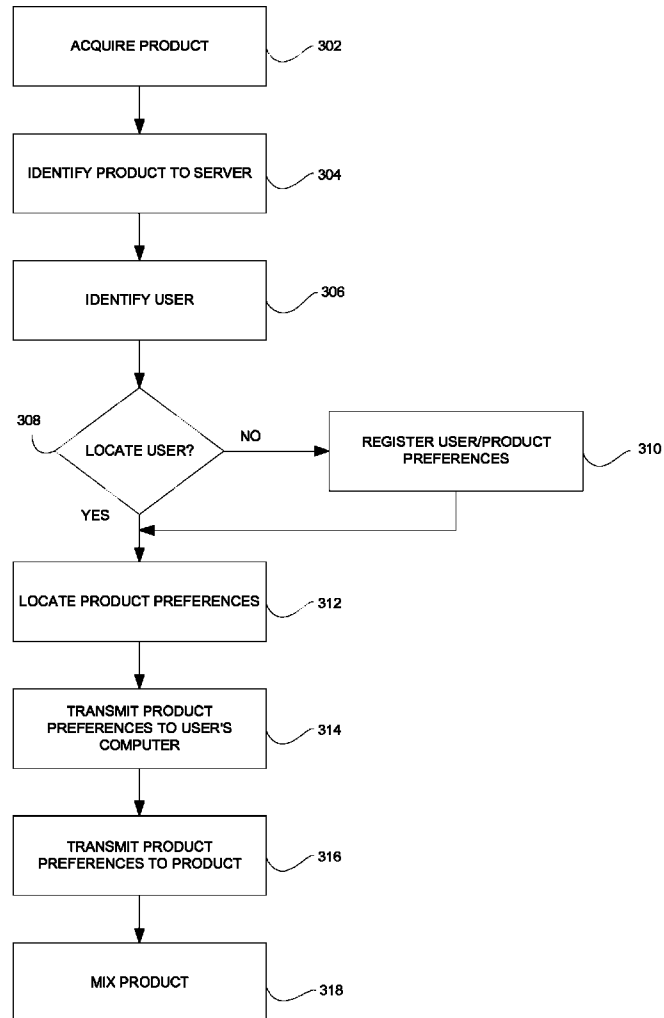 ACQUIRE PRODUCT
302
IDENTIFY PRODUCT TO SERVER
304
IDENTIFY USER
306
308
LOCATE USER?
NO
REGISTER USER/PRODUCT
PREFERENCES
310
YES
LOCATE PRODUCT PREFERENCES
312
TRANSMIT PRODUCT
PREFERENCES TO USER'S
COMPUTER
314
TRANSMIT PRODUCT
PREFERENCES TO PRODUCT
316
MIX PRODUCT
318